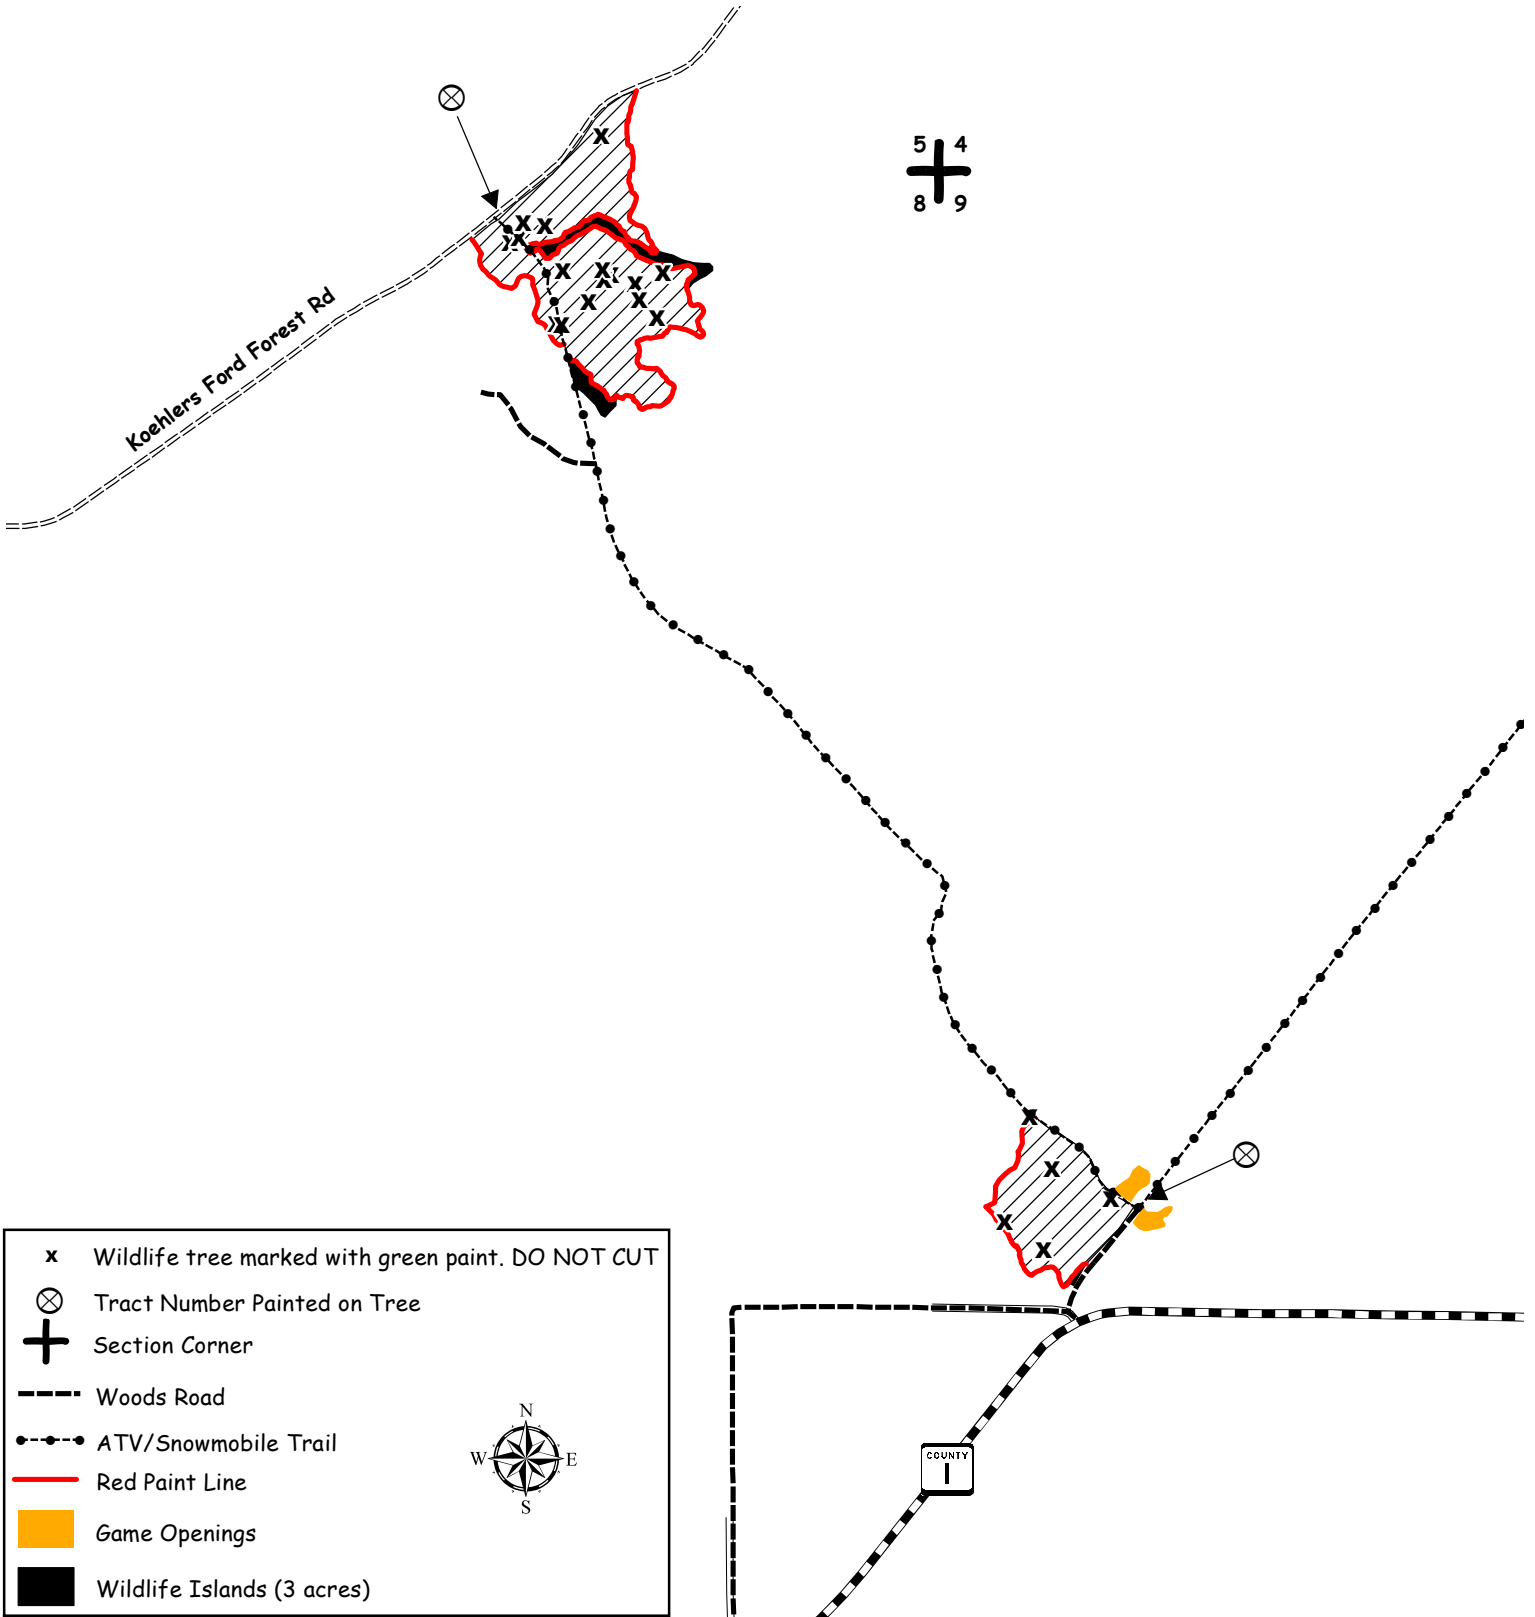 5 4
8 9
Koehlers Ford Forest Rd
x Wildlife tree marked with green paint. DO NOT CUT
Tract Number Painted on Tree
Section Corner
Woods Road
ATV/Snowmobile Trail
Red Paint Line
Game Openings
Wildlife Islands (3 acres)
N
W E
S
COUNTY
I